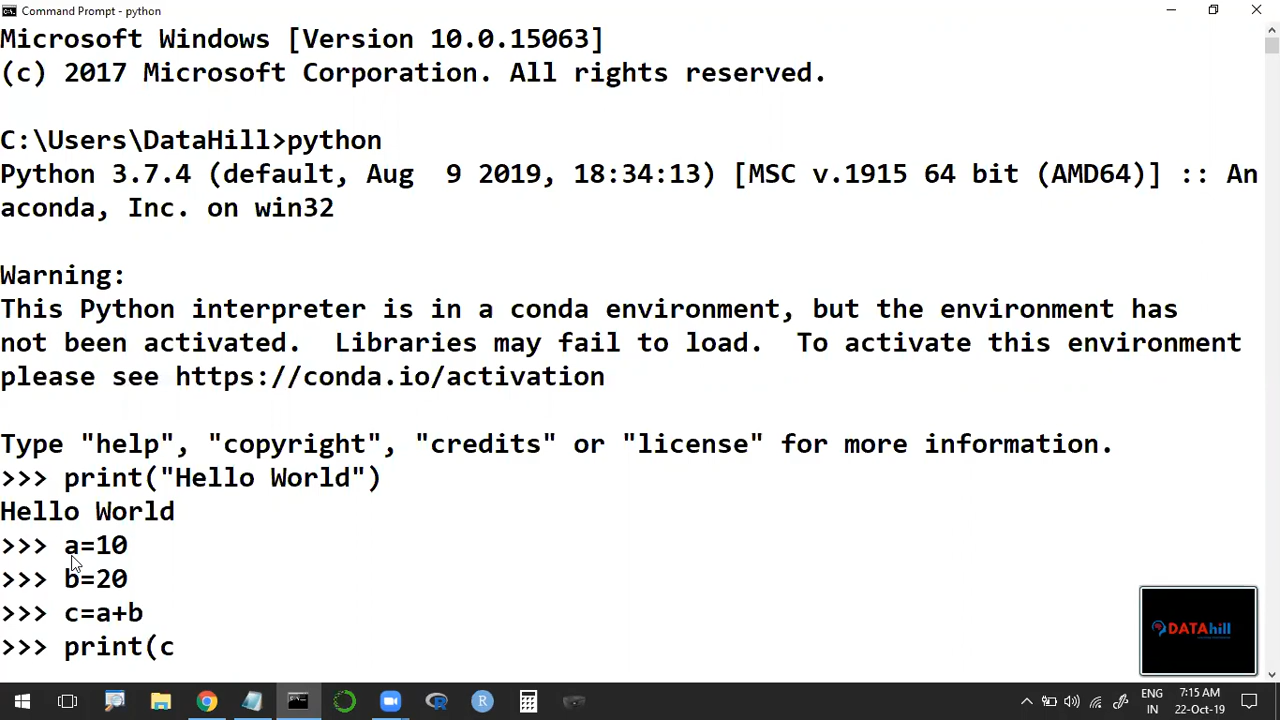 Command Prompt - python
Microsoft Windows [Version 10.0.15063]
(c) 2017 Microsoft Corporation. All rights reserved.
C:\Users\DataHill>python
Python 3.7.4 (default, Aug  9 2019, 18:34:13) [MSC v.1915 64 bit (AMD64)] :: An
aconda, Inc. on win32
Warning:
This Python interpreter is in a conda environment, but the environment has
not been activated.  Libraries may fail to load.  To activate this environment
please see https://conda.io/activation
Type "help", "copyright", "credits" or "license" for more information.
>>> print("Hello World")
Hello World
>>> a=10
>>> b=20
>>> c=a+b
>>> print(c
DATAhill
R
R
ENG
IN
7:15 AM
22-Oct-19